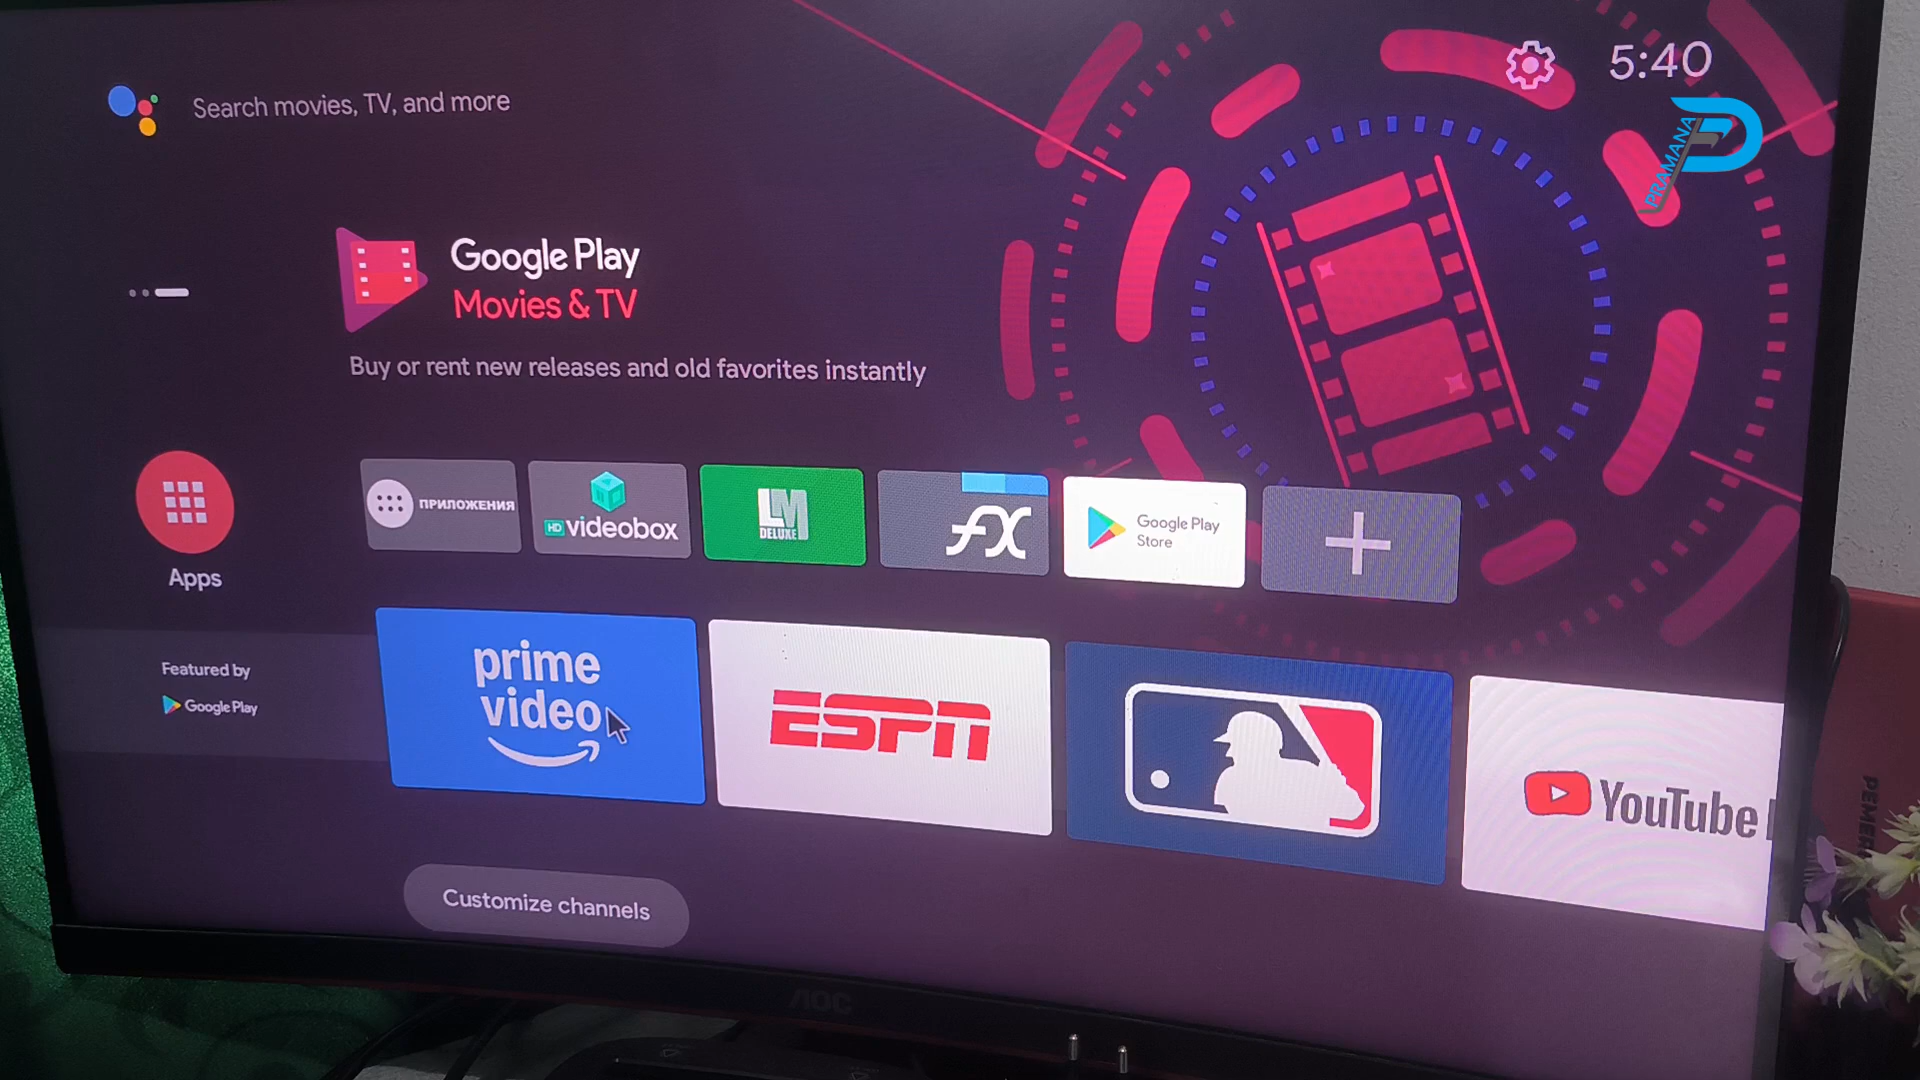 Search movies, TV, and more
5:40
PRAMANA
Google Play
Movies & TV
Buy or rent new releases and old favorites instantly
Apps
ПРИЛОЖЕНИЯ
HD videobox
LM
DELUXE
FX
Google Play
Store
Featured by
Google Play
prime
video
ESPN
YouTube
Customize channels
AOC